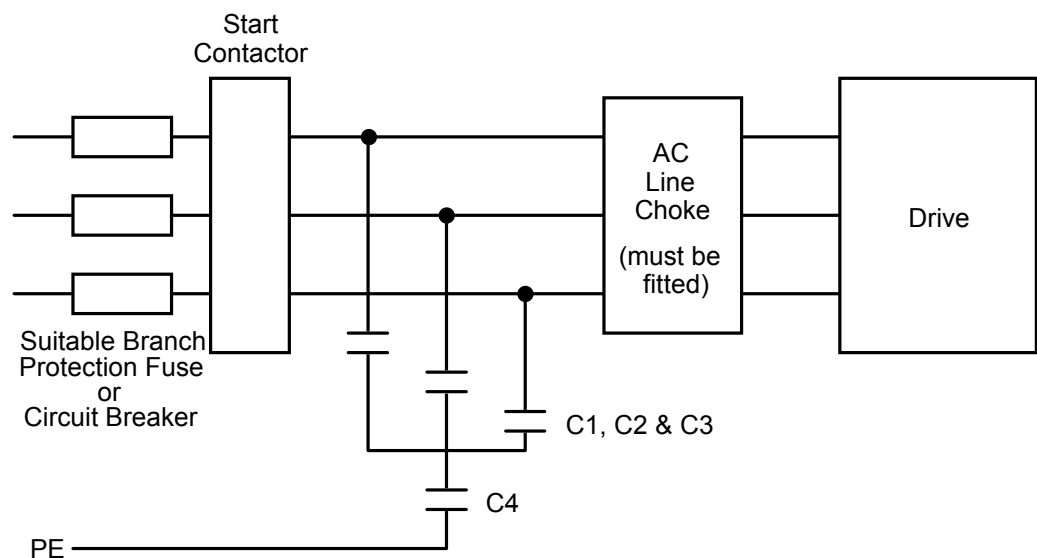 Start
Contactor
AC
Line
Choke
(must be
fitted)
Drive
Suitable Branch
Protection Fuse
or
Circuit Breaker
C1, C2 & C3
C4
PE